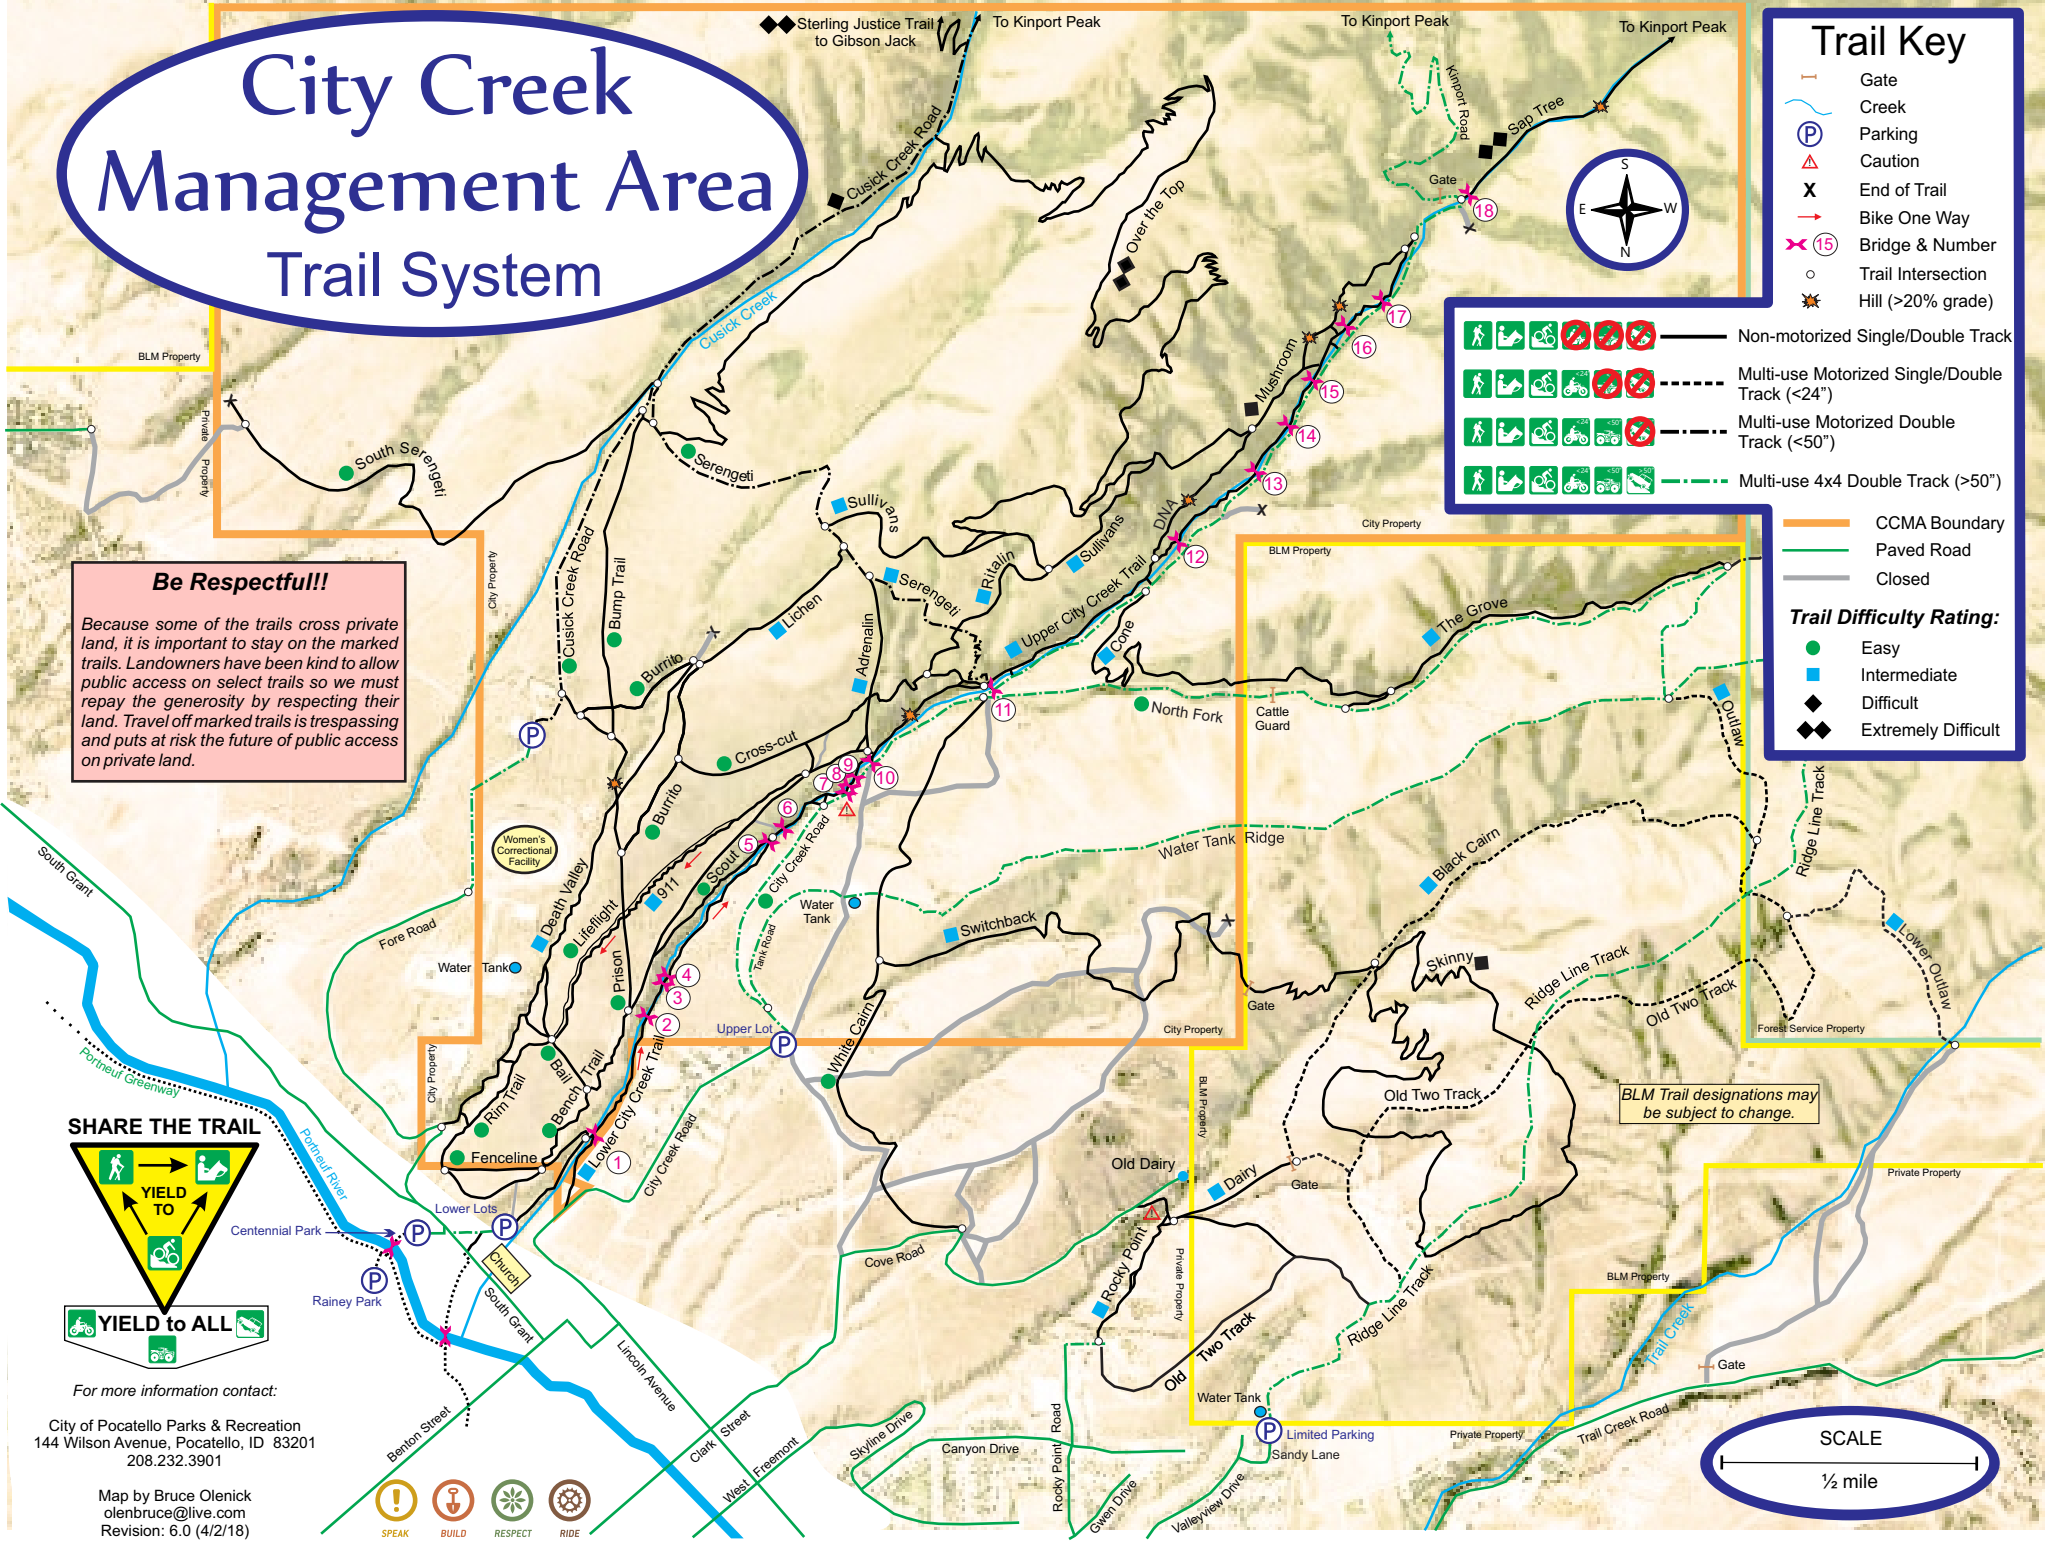 City Creek
Management Area
Trail System
Sterling Justice Trail
to Gibson Jack
To Kinport Peak
To Kinport Peak
To Kinport Peak
Trail Key
Gate
Creek
Parking
Caution
X End of Trail
Bike One Way
15 Bridge & Number
Trail Intersection
Hill (>20% grade)
Non-motorized Single/Double Track
Multi-use Motorized Single/Double
Track (<24”)
Multi-use Motorized Double
Track (<50”)
Multi-use 4x4 Double Track (>50”)
CCMA Boundary
Paved Road
Closed
Trail Difficulty Rating:
Easy
Intermediate
Difficult
Extremely Difficult
S
E W
N
Kinport Road
Sap Tree
Gate
18
17
16
15
14
13
12
11
10
9
8
7
6
5
4
3
2
1
Cusick Creek Road
Cusick Creek
Over the Top
Mushroom
DNA
BLM Property
Private Property
South Serengeti
Serengeti
Sullivans
Sullivans
Ritalin
Serengeti
City Property
BLM Property
City Property
Cusick Creek Road
Bump Trail
Lichen
Adrenalin
Upper City Creek Trail
Cone
The Grove
Burrito
Cross-cut
North Fork
Cattle
Guard
Outlaw
Ridge Line Track
Be Respectful!!
Because some of the trails cross private
land, it is important to stay on the marked
trails. Landowners have been kind to allow
public access on select trails so we must
repay the generosity by respecting their
land. Travel off marked trails is trespassing
and puts at risk the future of public access
on private land.
P
Women's
Correctional
Facility
Burrito
Scout
911
City Creek Road
Water Tank Ridge
Black Cairn
South Grant
Fore Road
Death Valley
Lifeflight
Prison
Water Tank
Tank Road
Water
Tank
Switchback
Skinny
Ridge Line Track
Old Two Track
Lower Outlaw
Gate
Forest Service Property
City Property
Upper Lot
P
White Cairn
Portneuf Greenway
City Property
Bail
Rim Trail
Bench Trail
Lower City Creek Trail
Fenceline
City Creek Road
BLM Property
Old Two Track
BLM Trail designations may
be subject to change.
Old Dairy
Dairy
Gate
Private Property
SHARE THE TRAIL
YIELD
TO
YIELD to ALL
Portneuf River
Lower Lots
Centennial Park
P
P
Church
P
Rainey Park
South Grant
Cove Road
Rocky Point
Private Property
BLM Property
Ridge Line Track
Old Two Track
Trail Creek
Gate
Lincoln Avenue
Benton Street
Clark Street
West Freemont
Skyline Drive
Canyon Drive
Rocky Point Road
Gwen Drive
Valleyview Drive
Water Tank
P Limited Parking
Sandy Lane
Private Property
Trail Creek Road
SCALE
½ mile
For more information contact:
City of Pocatello Parks & Recreation
144 Wilson Avenue, Pocatello, ID 83201
208.232.3901
Map by Bruce Olenick
olenbruce@live.com
Revision: 6.0 (4/2/18)
SPEAK
BUILD
RESPECT
RIDE